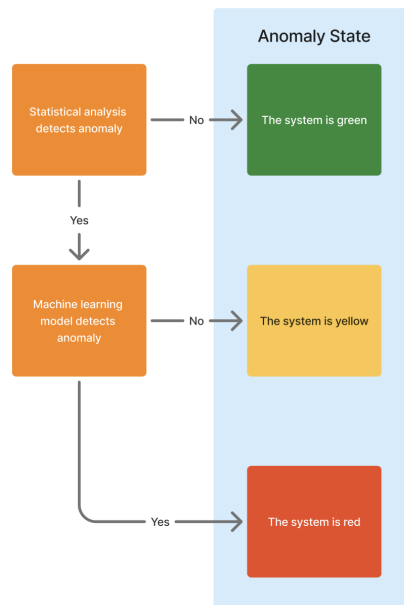 Anomaly State
Statistical analysis
detects anomaly
No
The system is green
Yes
Machine learning
model detects
anomaly
No
The system is yellow
Yes
The system is red